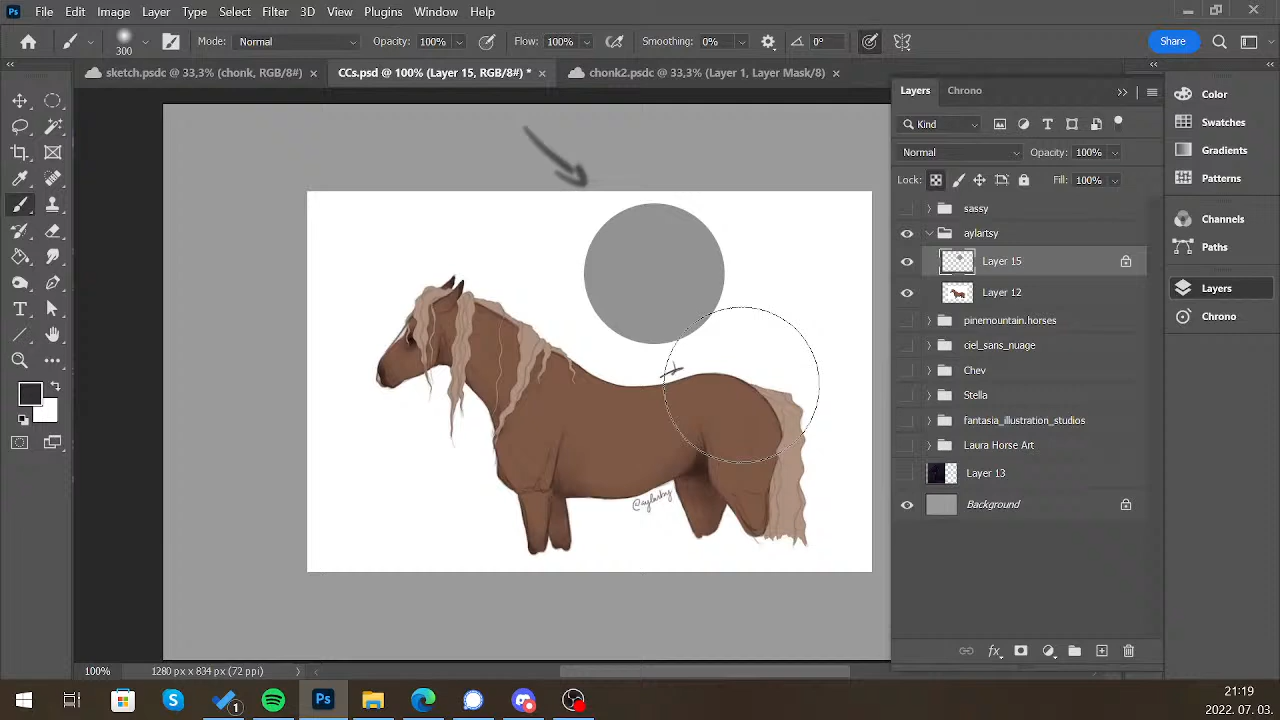 Ps File Edit Image Layer Type Select Filter 3D View Plugins Window Help
300 Mode: Normal Opacity: 100% Flow: 100% Smoothing: 0% 0° Share
sketch.psdc @ 33,3% (chonk, RGB/8#) × CCs.psd @ 100% (Layer 15, RGB/8#) * × chonk2.psdc @ 33,3% (Layer 1, Layer Mask/8) ×
Layers Chrono
Kind
Normal Opacity: 100%
Lock: Fill: 100%
sassy
aylartsy
Layer 15
Layer 12
pinemountain.horses
ciel_sans_nuage
Chev
Stella
fantasia_illustration_studios
Laura Horse Art
Layer 13
Background
Color
Swatches
Gradients
Patterns
Channels
Paths
Layers
Chrono
@aylartsy
100% 1280 px x 834 px (72 ppi)
1
Ps
21:19
2022. 07. 03.